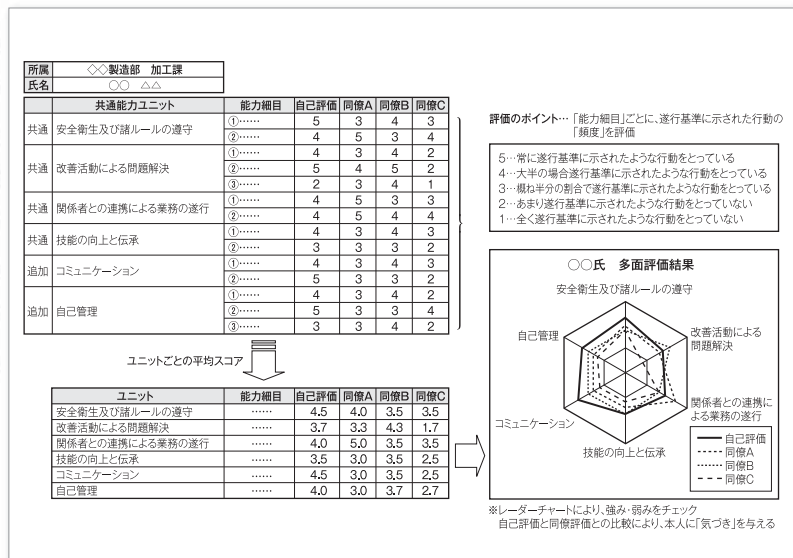 所属 ◇◇製造部 加工課
氏名 ○○ △△
共通能力ユニット 能力細目 自己評価 同僚A 同僚B 同僚C
共通 安全衛生及び諸ルールの遵守 ①…… 5 3 4 3
②…… 4 5 3 4
共通 改善活動による問題解決 ①…… 4 3 4 2
②…… 5 4 5 2
③…… 2 3 4 1
共通 関係者との連携による業務の遂行 ①…… 4 5 3 3
②…… 4 5 4 4
共通 技能の向上と伝承 ①…… 4 3 4 3
②…… 3 3 3 2
追加 コミュニケーション ①…… 4 3 4 3
②…… 5 3 3 2
追加 自己管理 ①…… 4 3 4 2
②…… 5 3 3 4
③…… 3 3 4 2
ユニットごとの平均スコア
ユニット 能力細目 自己評価 同僚A 同僚B 同僚C
安全衛生及び諸ルールの遵守 …… 4.5 4.0 3.5 3.5
改善活動による問題解決 …… 3.7 3.3 4.3 1.7
関係者との連携による業務の遂行 …… 4.0 5.0 3.5 3.5
技能の向上と伝承 …… 3.5 3.0 3.5 2.5
コミュニケーション …… 4.5 3.0 3.5 2.5
自己管理 …… 4.0 3.0 3.7 2.7
評価のポイント…「能力細目」ごとに、遂行基準に示された行動の
「頻度」を評価
5…常に遂行基準に示されたような行動をとっている
4…大半の場合遂行基準に示されたような行動をとっている
3…概ね半分の割合で遂行基準に示されたような行動をとっている
2…あまり遂行基準に示されたような行動をとっていない
1…全く遂行基準に示されたような行動をとっていない
○○氏 多面評価結果
安全衛生及び諸ルールの遵守
改善活動による
問題解決
関係者との連携に
よる業務の遂行
技能の向上と伝承
コミュニケーション
自己管理
自己評価
同僚A
同僚B
同僚C
※レーダーチャートにより、強み・弱みをチェック
自己評価と同僚評価との比較により、本人に「気づき」を与える